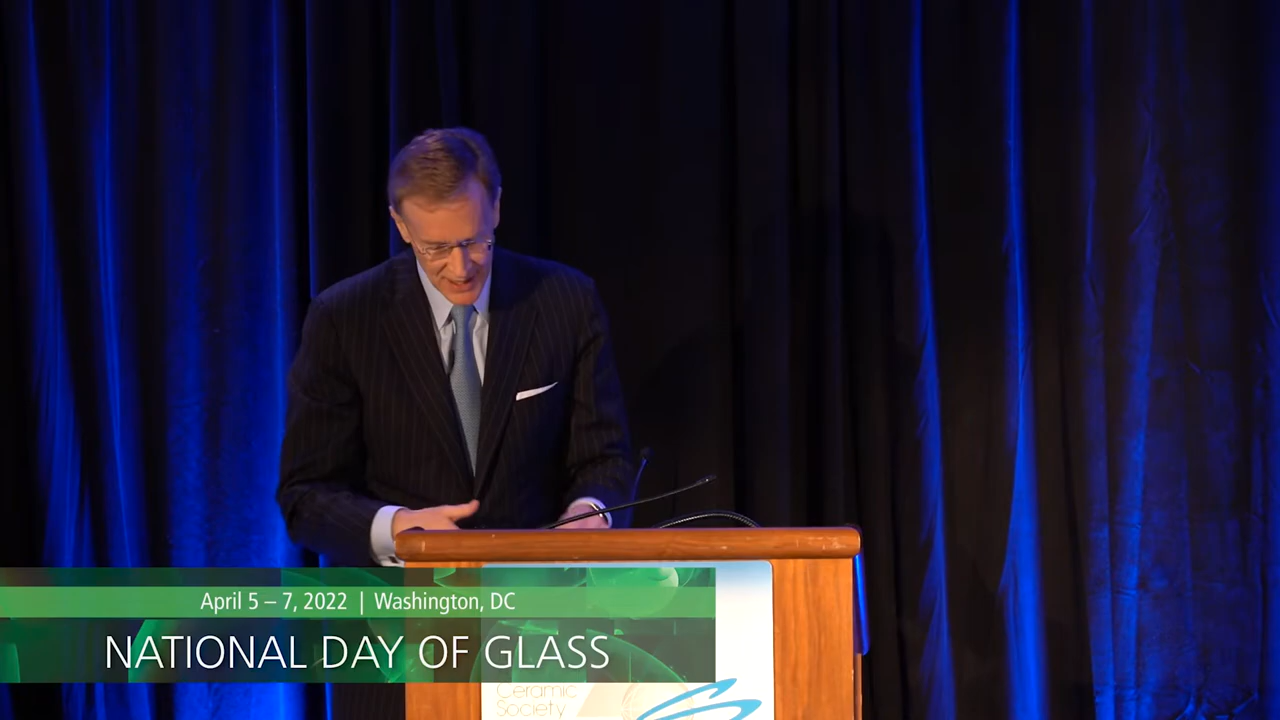 April 5 – 7, 2022 | Washington, DC
NATIONAL DAY OF GLASS
Ceramic
Society